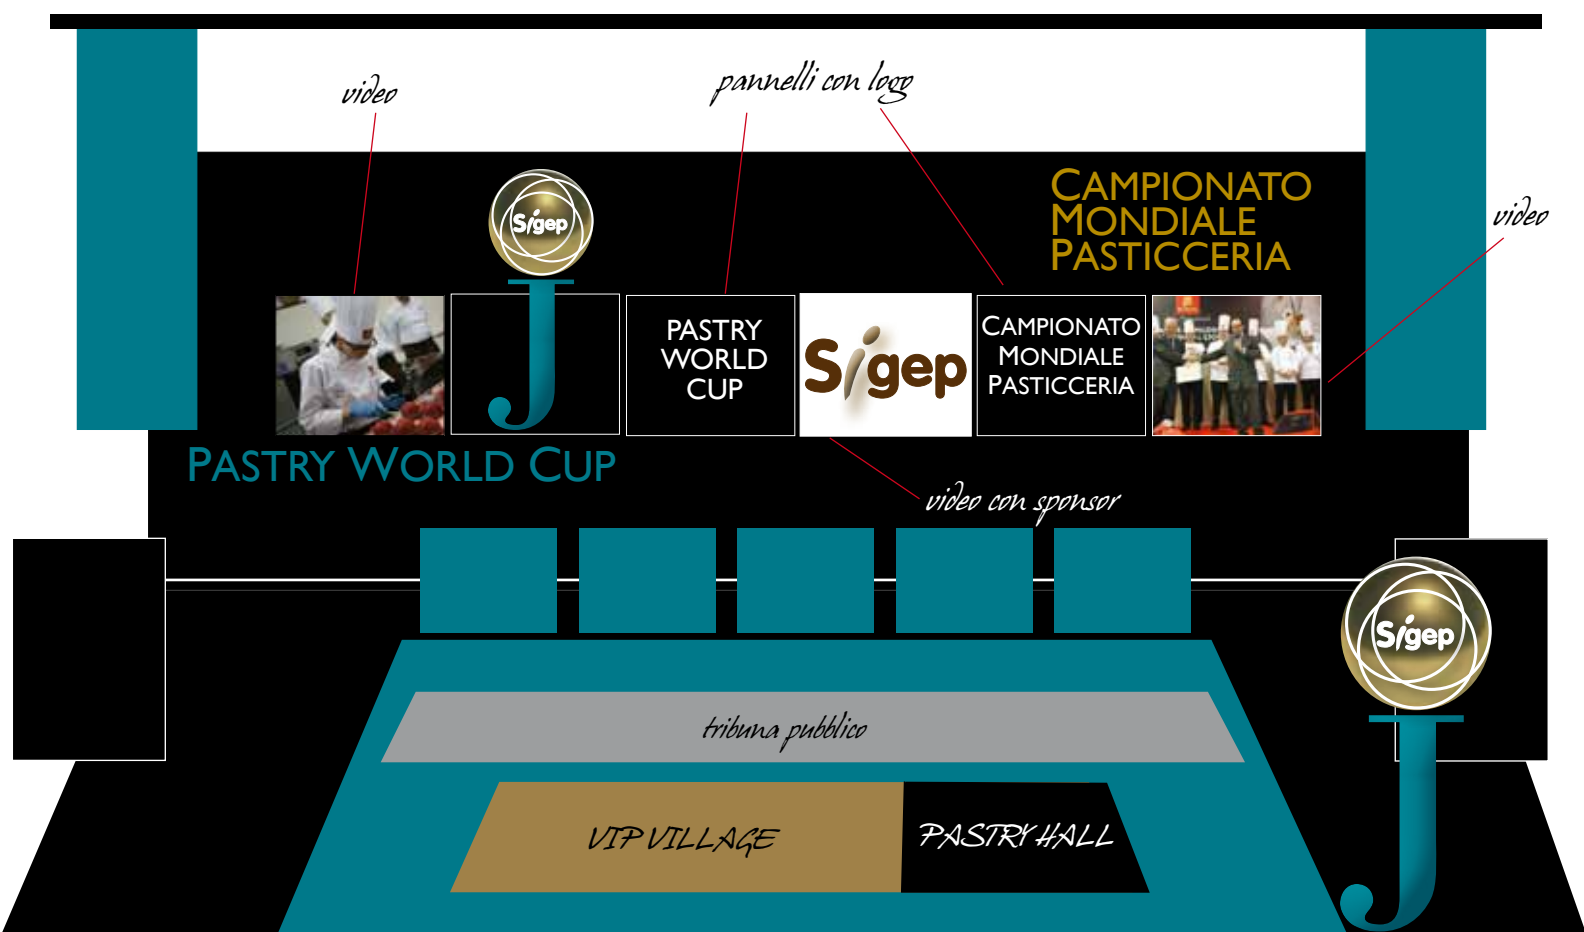 video
pannelli con logo
CAMPIONATO
MONDIALE
PASTICCERIA
video
Sigep
PASTRY
WORLD
CUP
Sigep
CAMPIONATO
MONDIALE
PASTICCERIA
J
PASTRY WORLD CUP
video con sponsor
Sigep
tribuna pubblico
VIP VILLAGE
PASTRY HALL
J